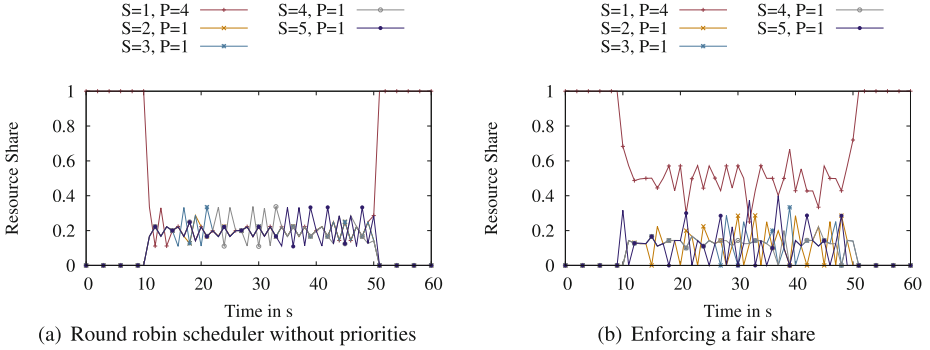 S=1, P=4
S=2, P=1
S=3, P=1
S=4, P=1
S=5, P=1
Resource Share
1
0.8
0.6
0.4
0.2
0
0 10 20 30 40 50 60
Time in s
(a) Round robin scheduler without priorities
S=1, P=4
S=2, P=1
S=3, P=1
S=4, P=1
S=5, P=1
Resource Share
1
0.8
0.6
0.4
0.2
0
0 10 20 30 40 50 60
Time in s
(b) Enforcing a fair share